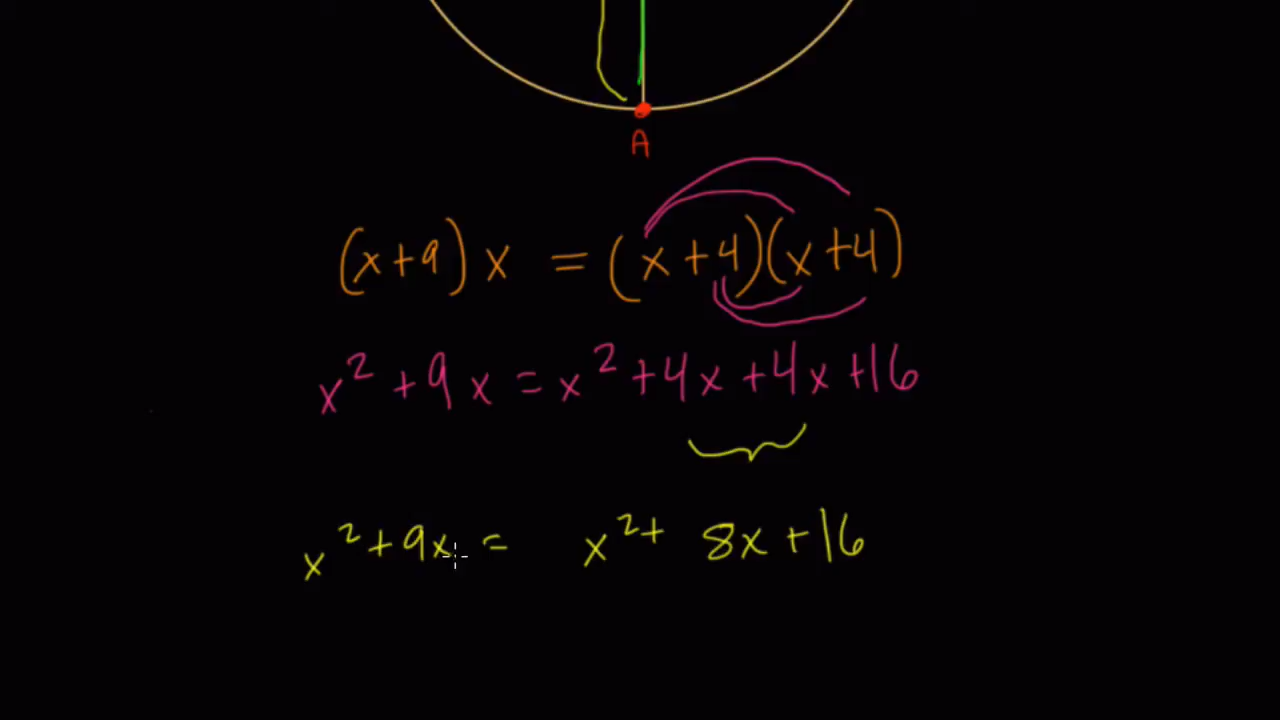 A
(x+9)x = (x+4)(x+4)
x² + 9x = x² + 4x + 4x + 16
x² + 9x = x² + 8x + 16